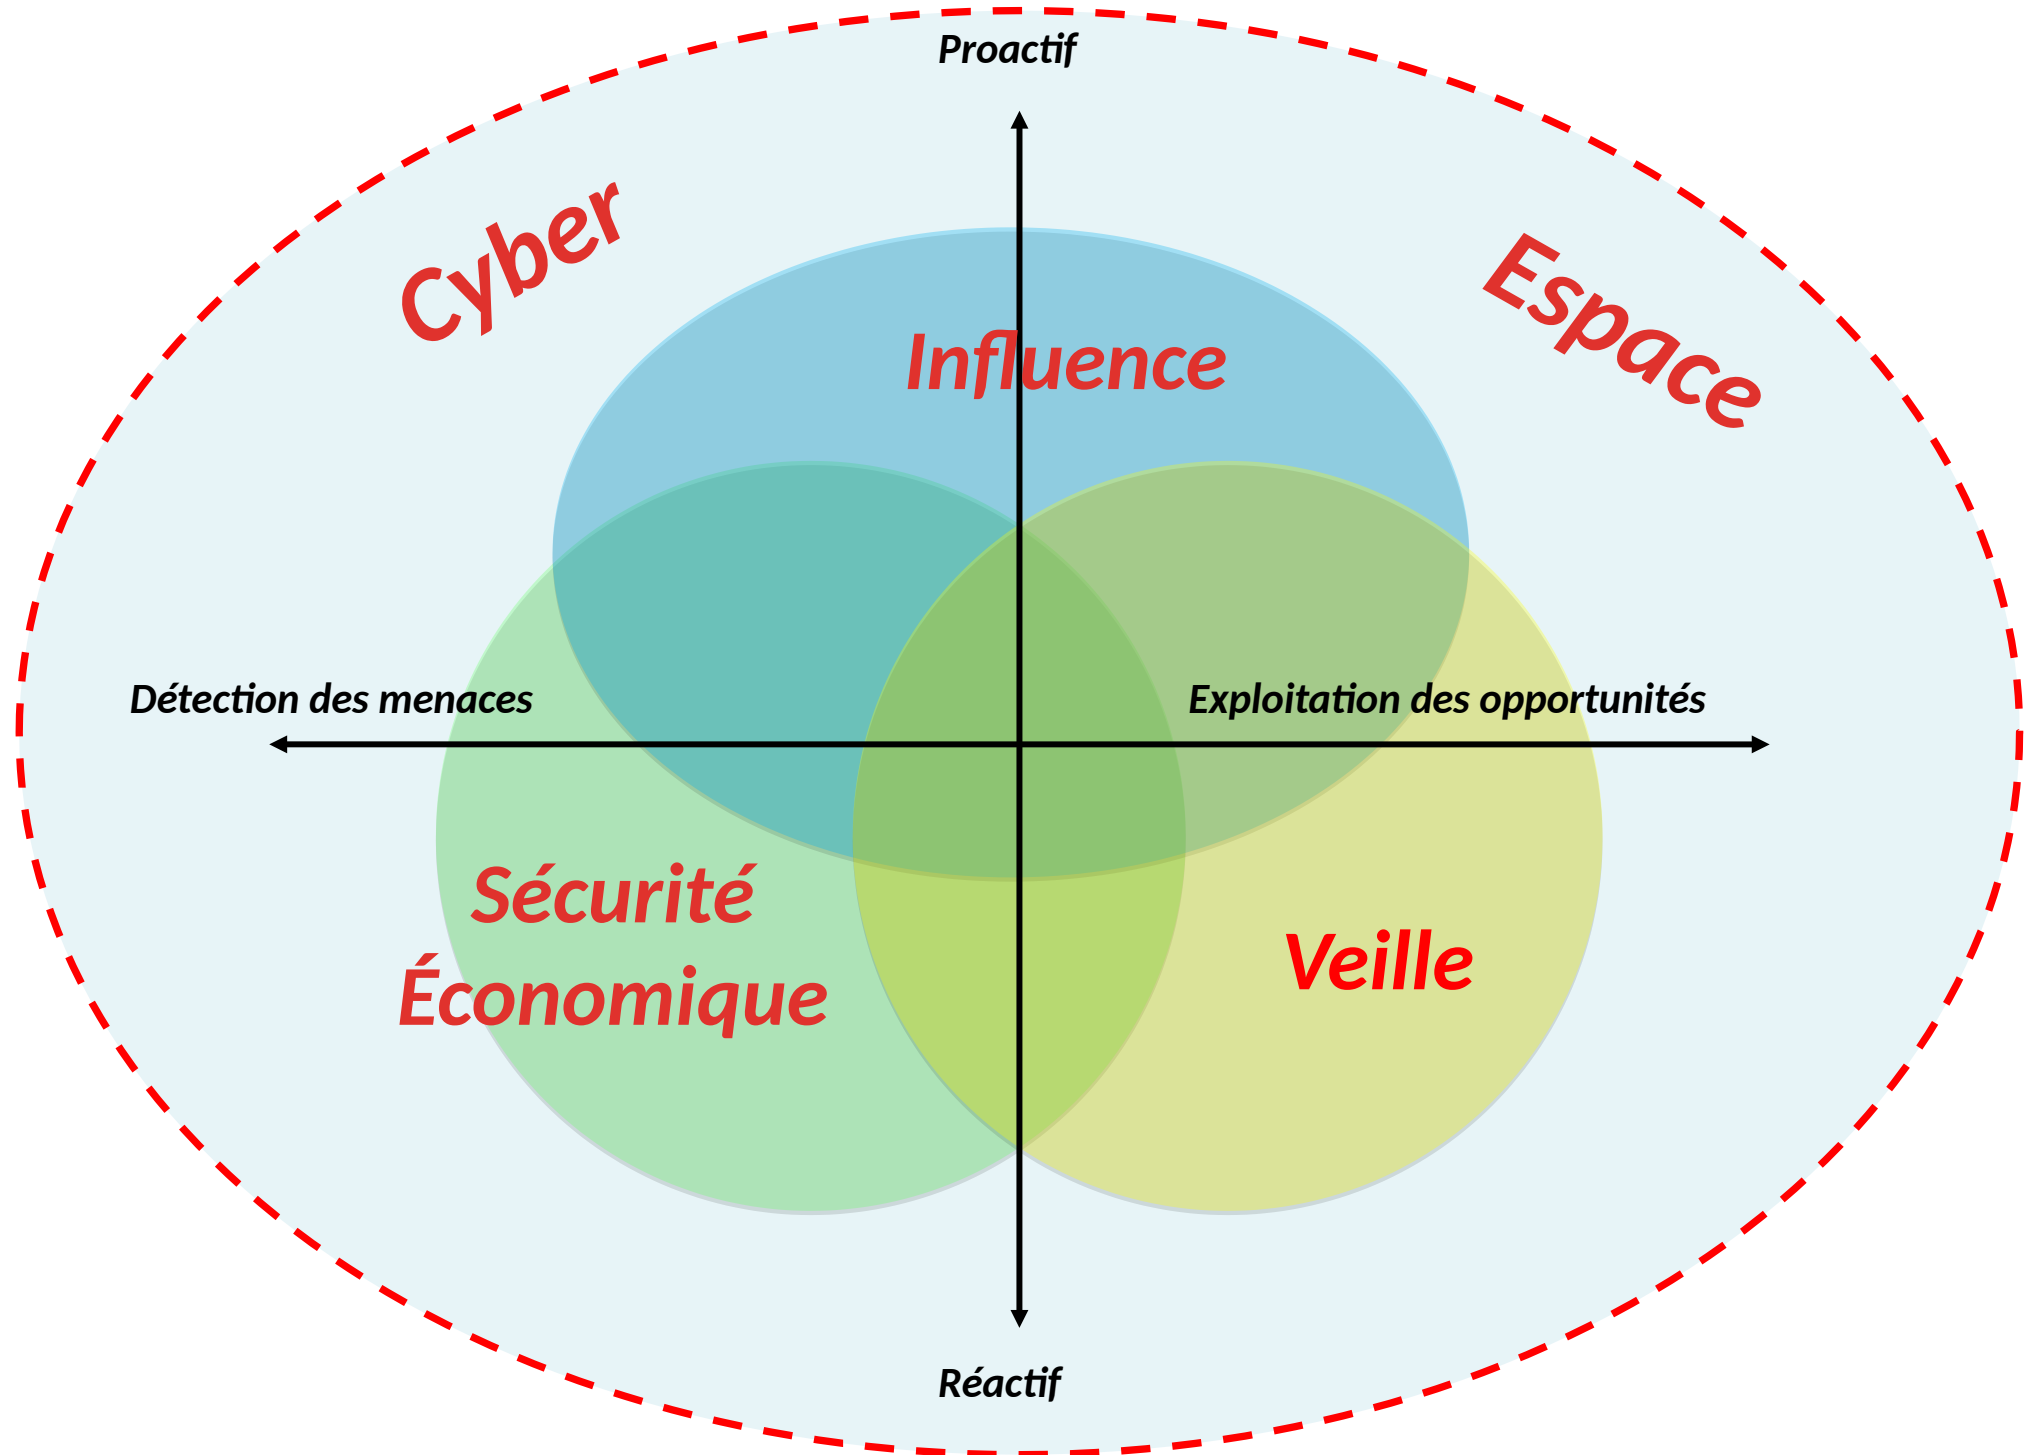 Proactif
Cyber
Espace
Influence
Détection des menaces
Exploitation des opportunités
Sécurité
Économique
Veille
Réactif